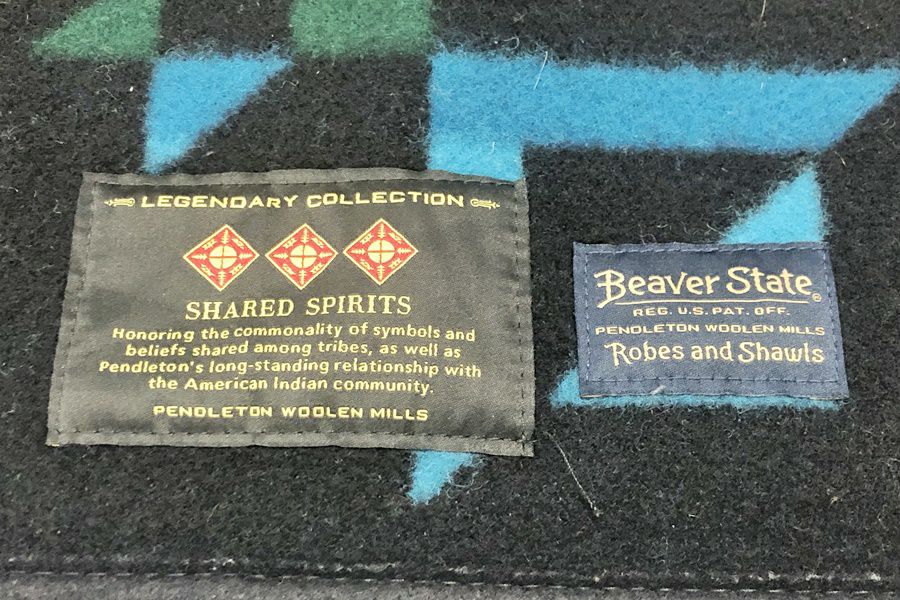 LEGENDARY COLLECTION
SHARED SPIRITS
Honoring the commonality of symbols and
beliefs shared among tribes, as well as
Pendleton's long-standing relationship with
the American Indian community.
PENDLETON WOOLEN MILLS
Beaver State®
REG. U.S. PAT. OFF.
PENDLETON WOOLEN MILLS
Robes and Shawls